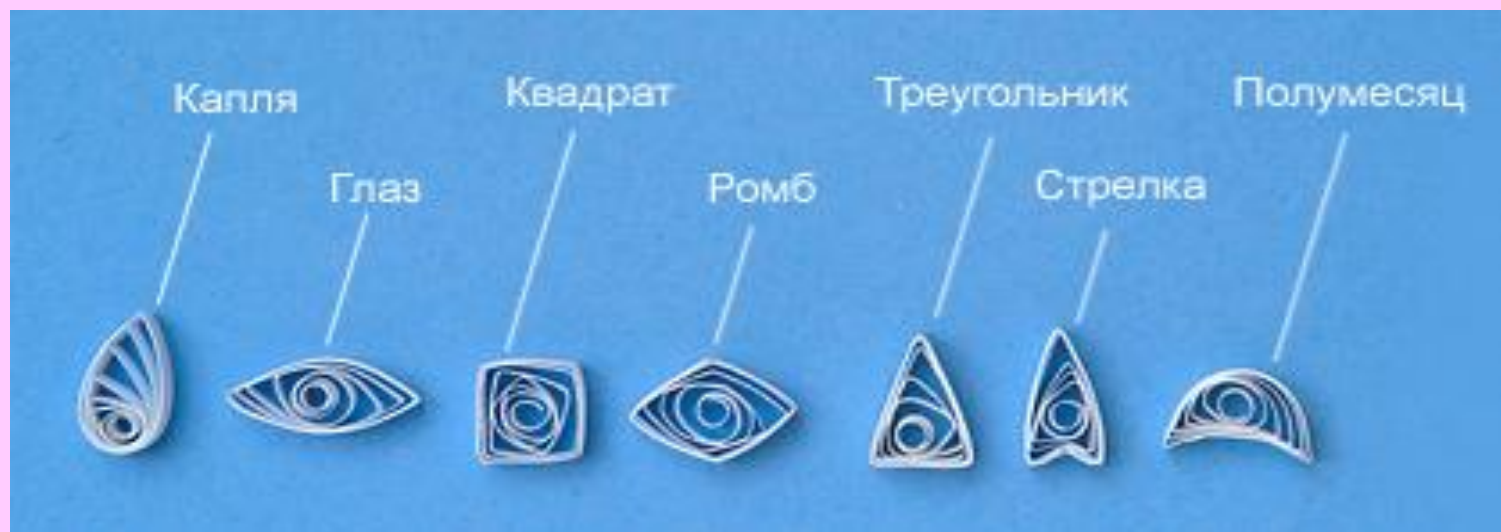 Капля
Глаз
Квадрат
Ромб
Треугольник
Стрелка
Полумесяц